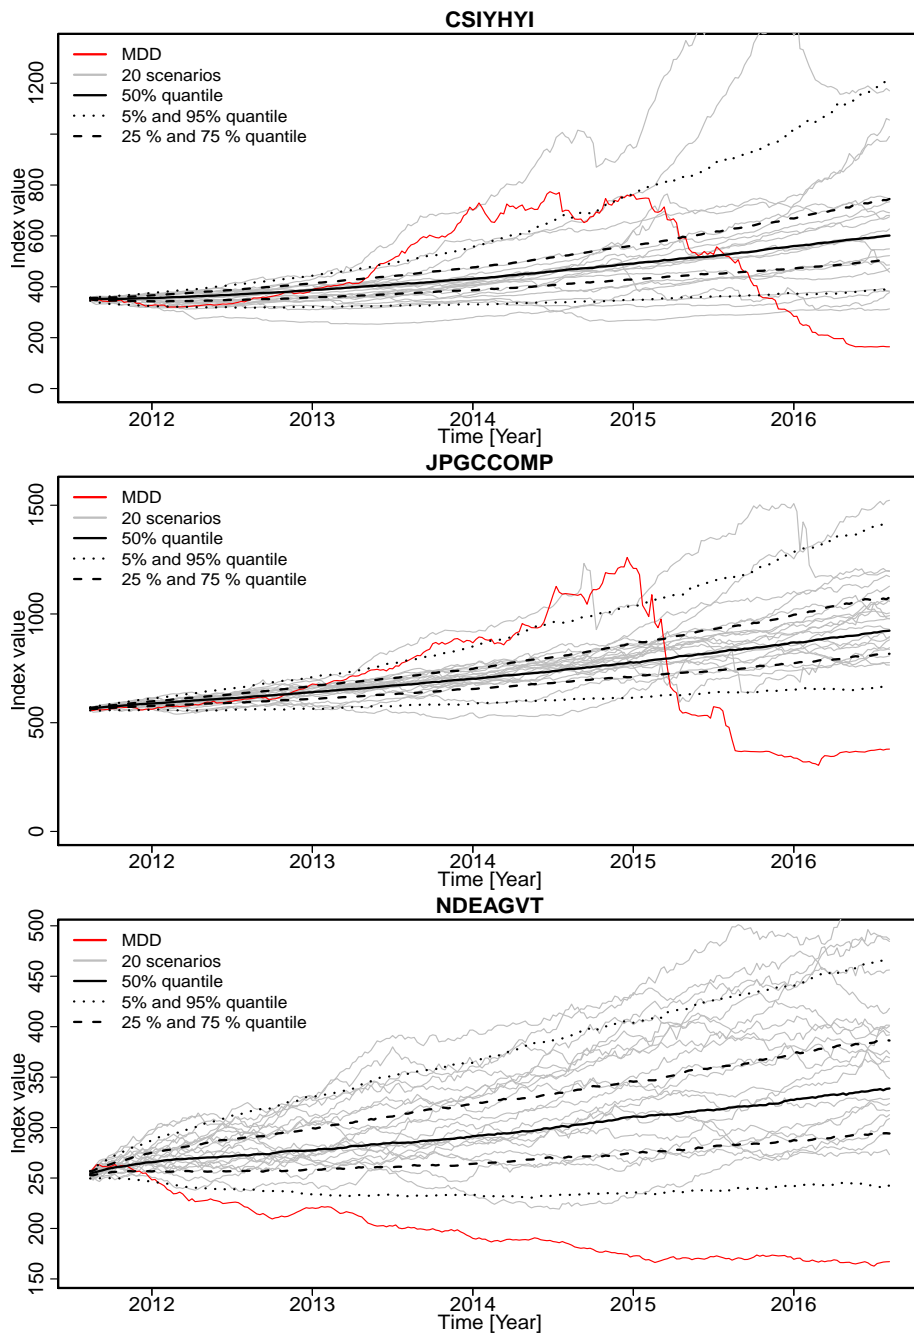 CSIYHYI
MDD
20 scenarios
50% quantile
5% and 95% quantile
25 % and 75 % quantile
Index value
0
200
400
600
800
1200
2012
2013
2014
2015
2016
Time [Year]
JPGCCOMP
MDD
20 scenarios
50% quantile
5% and 95% quantile
25 % and 75 % quantile
Index value
0
500
1000
1500
2012
2013
2014
2015
2016
Time [Year]
NDEAGVT
MDD
20 scenarios
50% quantile
5% and 95% quantile
25 % and 75 % quantile
Index value
150
200
250
300
350
400
450
500
2012
2013
2014
2015
2016
Time [Year]